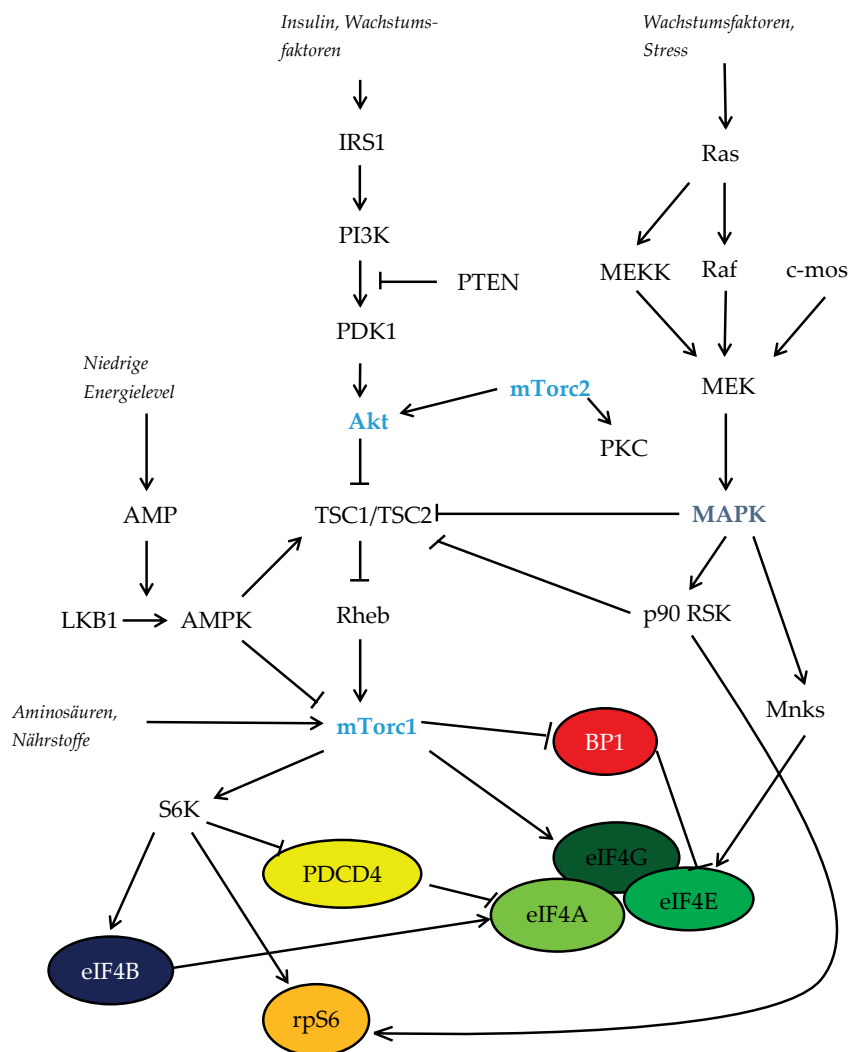 Insulin, Wachstums-
faktoren
Wachstumsfaktoren,
Stress
IRS1
Ras
PI3K
MEKK
Raf
c-mos
PTEN
PDK1
Niedrige
Energielevel
mTorc2
MEK
Akt
PKC
AMP
TSC1/TSC2
MAPK
LKB1
AMPK
Rheb
p90 RSK
Aminosäuren,
Nährstoffe
mTorc1
BP1
Mnks
S6K
PDCD4
eIF4G
eIF4A
eIF4E
eIF4B
rpS6